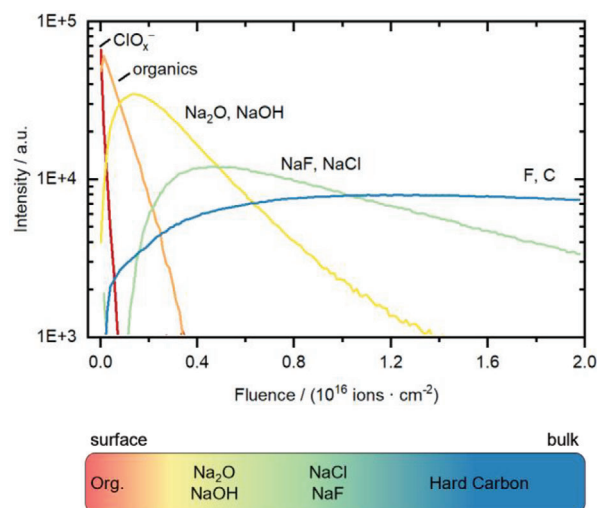 1E+5
ClOₓ⁻
organics
Na₂O, NaOH
NaF, NaCl
F, C
1E+4
1E+3
Intensity / a.u.
0.0 0.4 0.8 1.2 1.6 2.0
Fluence / (10¹⁶ ions · cm⁻²)
surface bulk
Org. Na₂O NaCl Hard Carbon
NaOH NaF